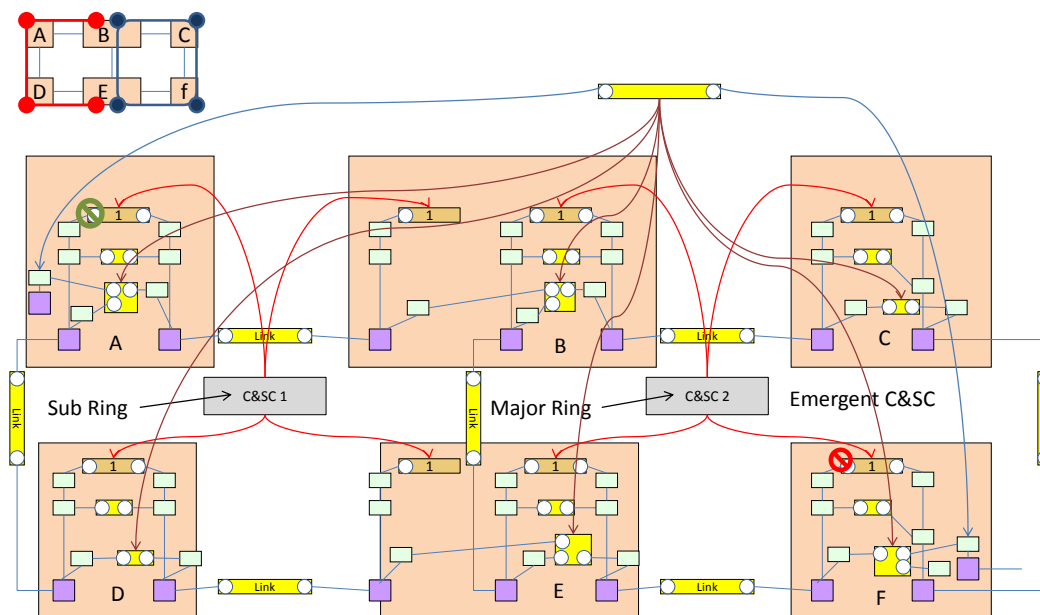 A B C
D E f
1 1 1 1
A Link B Link C
Link Sub Ring C&SC 1 Major Ring Link C&SC 2 Emergent C&SC Link
1 1 1 1
D Link E Link F